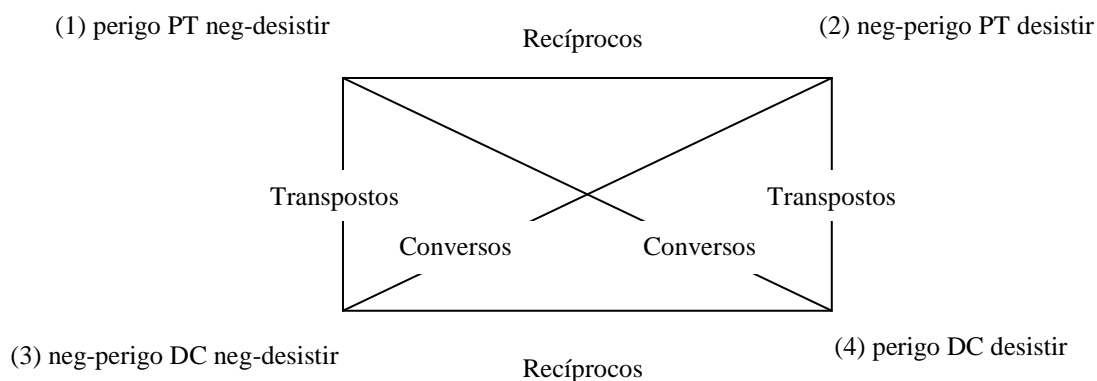 (1) perigo PT neg-desistir
Recíprocos
(2) neg-perigo PT desistir
Transpostos
Transpostos
Conversos
Conversos
(3) neg-perigo DC neg-desistir
Recíprocos
(4) perigo DC desistir